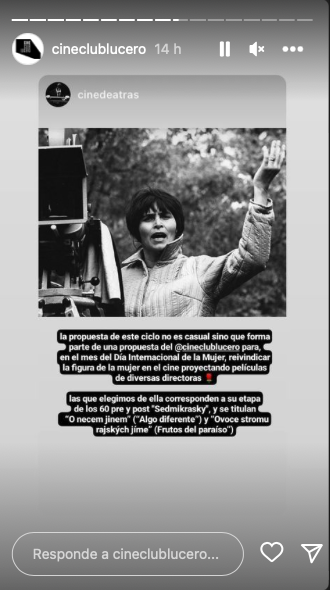 cineclublucero 14 h
cinedeatras
la propuesta de este ciclo no es casual sino que forma
parte de una propuesta del @cineclublucero para,
en el mes del Día Internacional de la Mujer, reivindicar
la figura de la mujer en el cine proyectando películas
de diversas directoras
las que elegimos de ella corresponden a su etapa
de los 60 pre y post "Sedmikrasky", y se titulan
"O necem jinem" ("Algo diferente") y "Ovoce stromu
rajských jíme" (Frutos del paraíso")
Responde a cineclublucero...